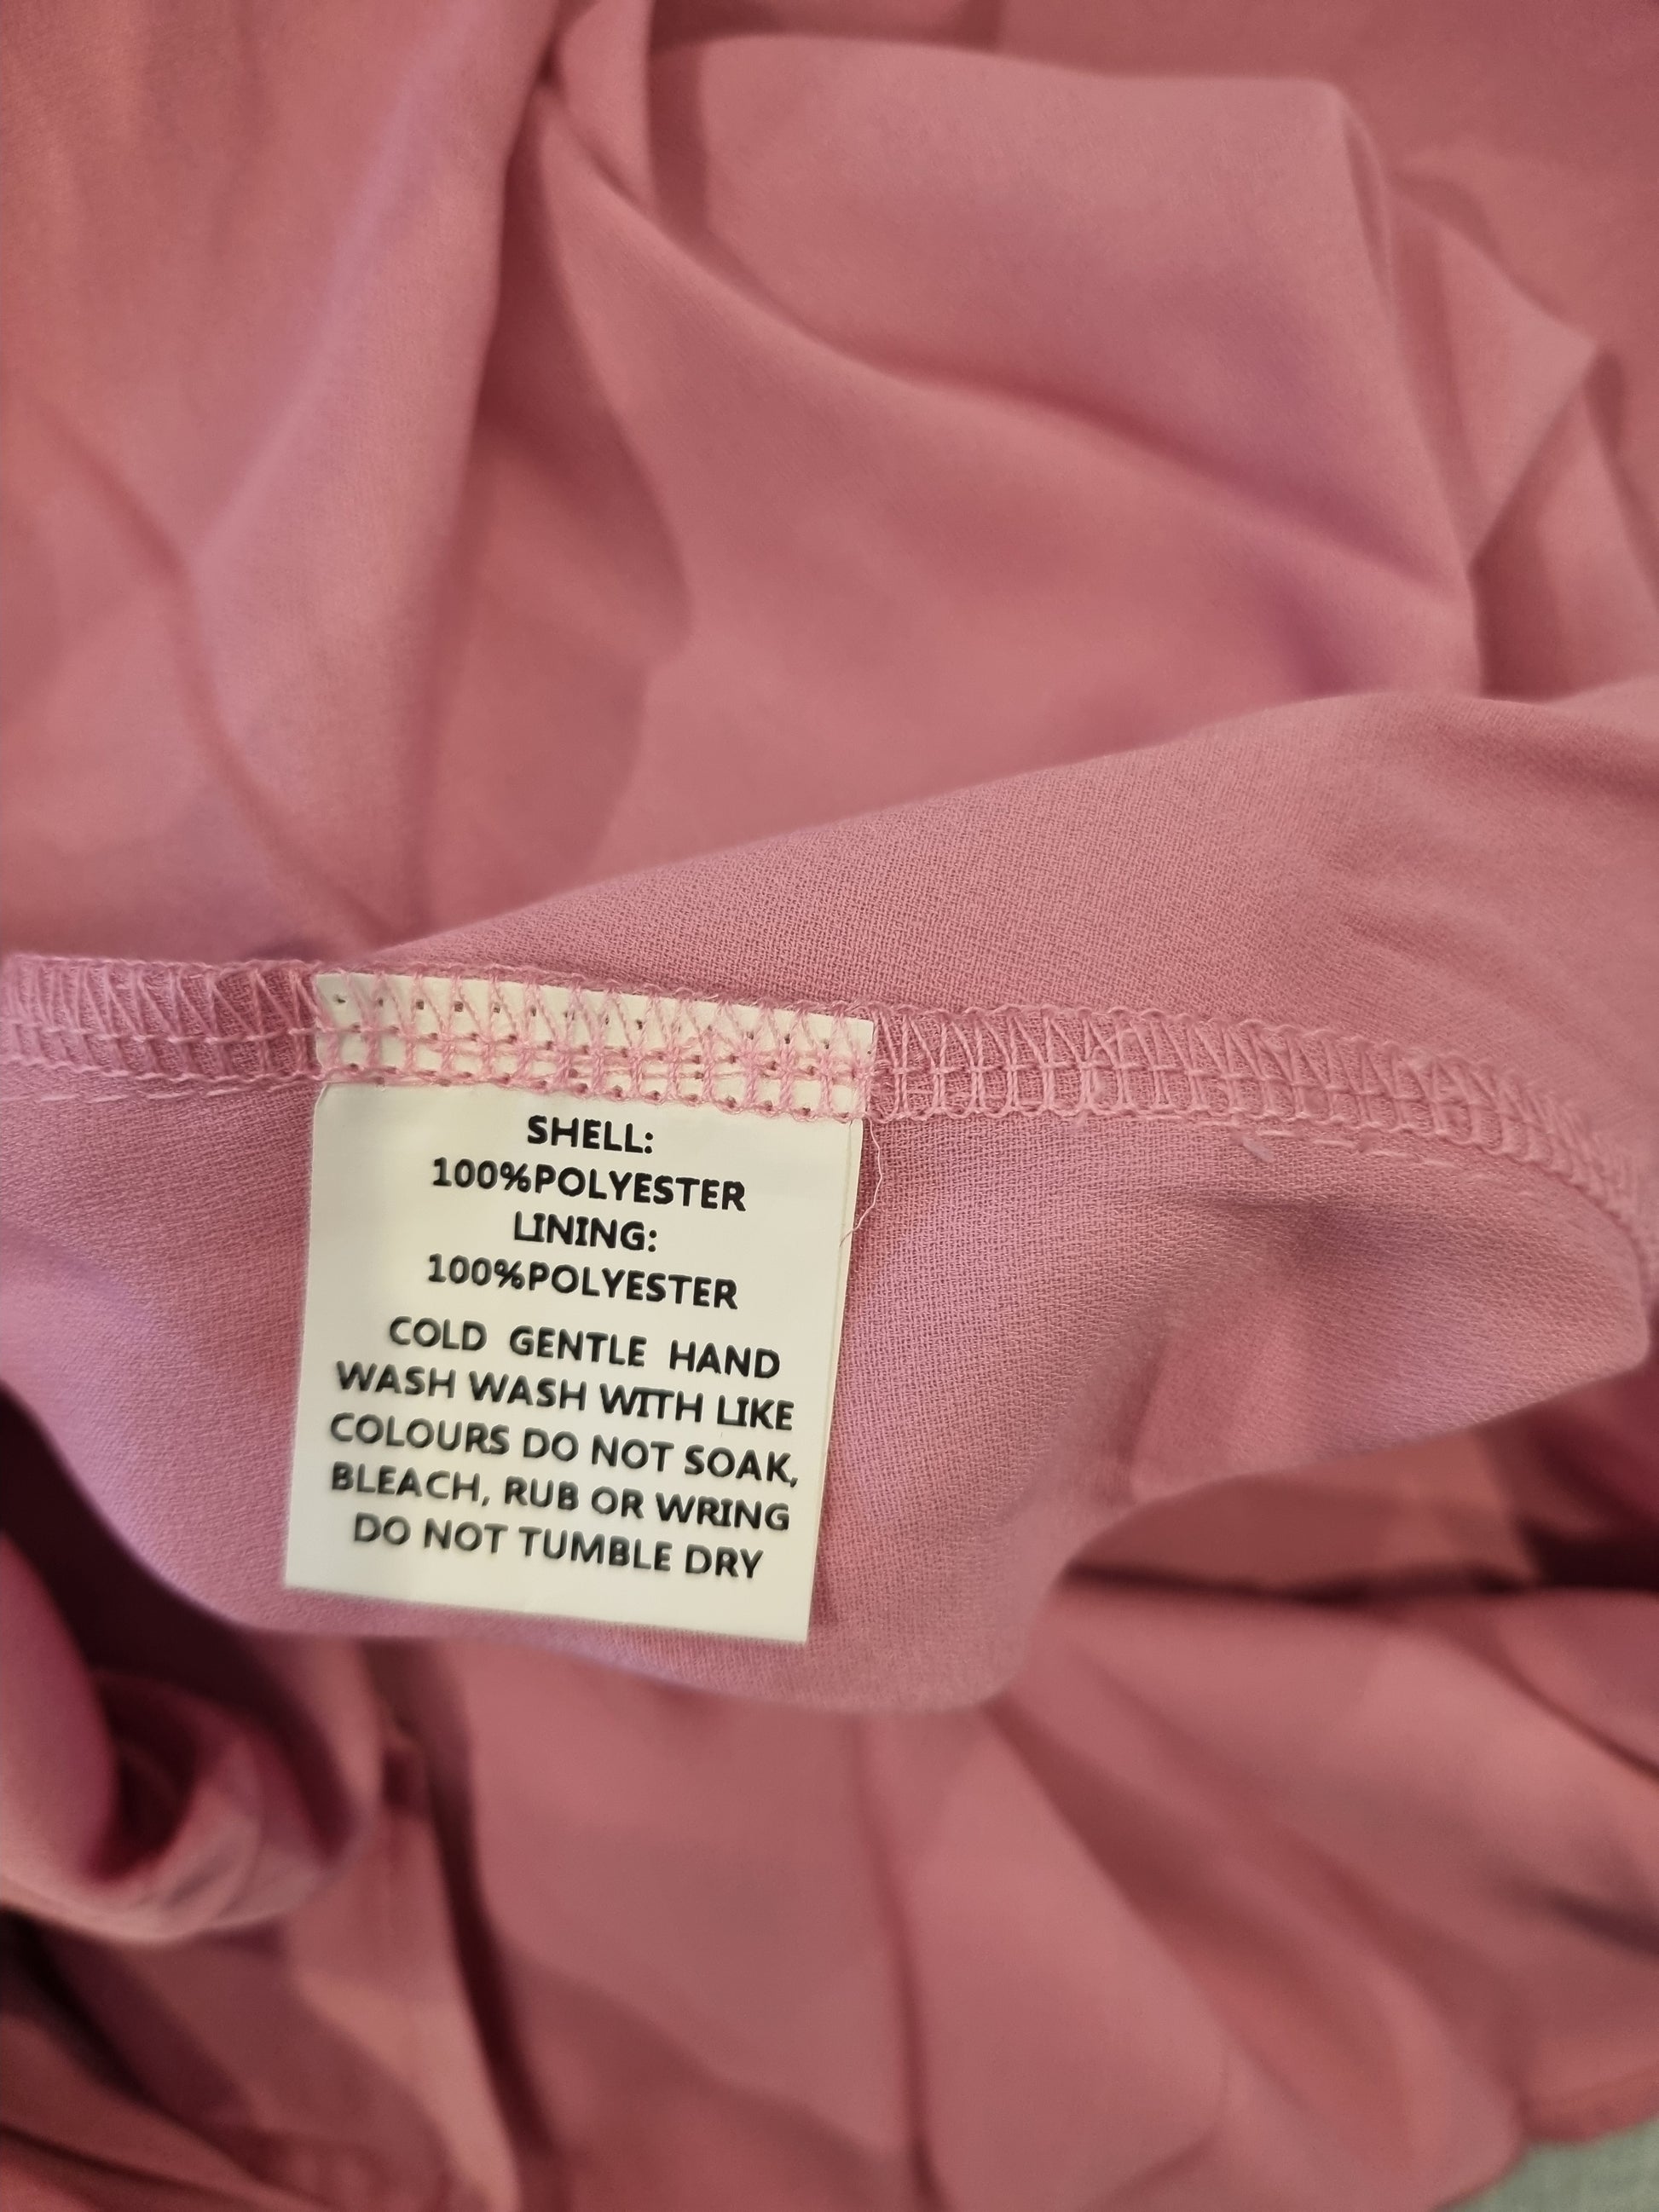 SHELL:
100%POLYESTER
LINING:
100%POLYESTER
COLD GENTLE HAND
WASH WASH WITH LIKE
COLOURS DO NOT SOAK,
BLEACH, RUB OR WRING
DO NOT TUMBLE DRY